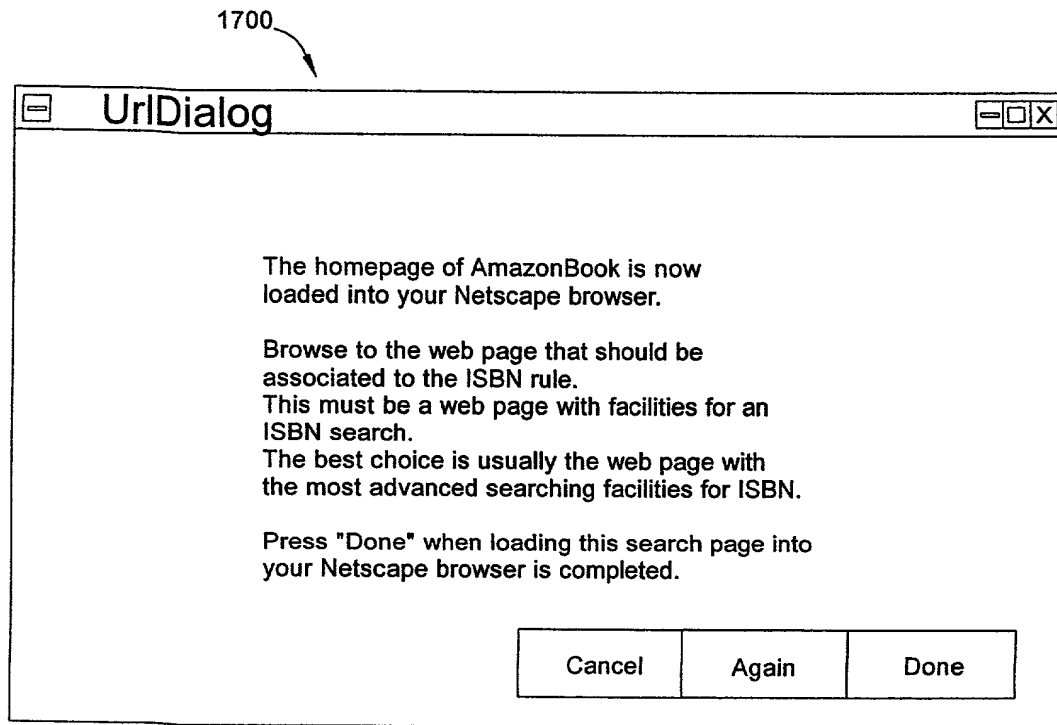 1700
UrlDialog
The homepage of AmazonBook is now
loaded into your Netscape browser.
Browse to the web page that should be
associated to the ISBN rule.
This must be a web page with facilities for an
ISBN search.
The best choice is usually the web page with
the most advanced searching facilities for ISBN.
Press "Done" when loading this search page into
your Netscape browser is completed.
Cancel Again Done